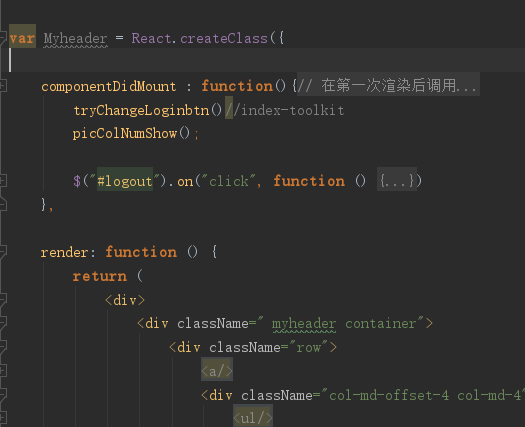 var Myheader = React.createClass({
componentDidMount : function(){// 在第一次渲染后调用...
tryChangeLoginbtn()//index-toolkit
picColNumShow();
$("#logout").on("click", function () {...})
},
render: function () {
return (
<div>
<div className=" myheader container">
<div className="row">
<a/>
<div className="col-md-offset-4 col-md-4"
<ul/>